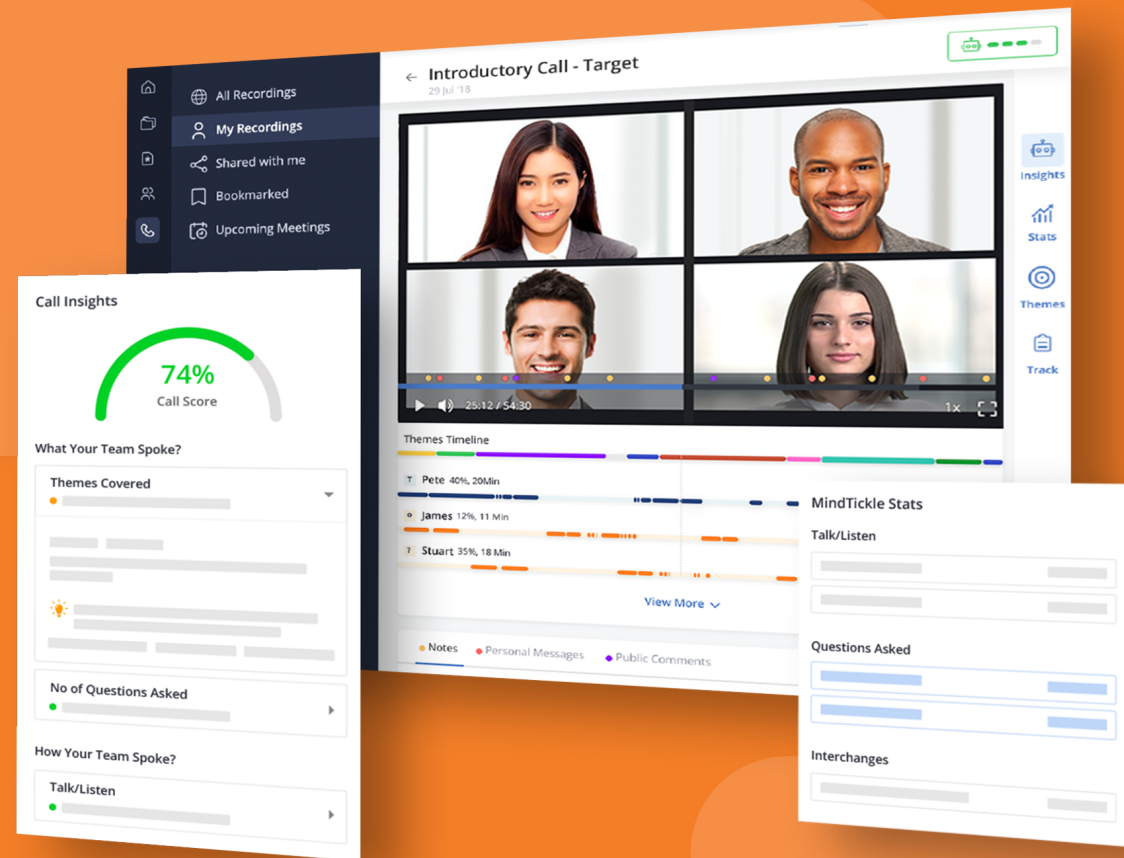 Introductory Call - Target
29 Jul '18
All Recordings
My Recordings
Shared with me
Bookmarked
Upcoming Meetings
Insights
Stats
Themes
Track
25:12 / 54:30
1x
Themes Timeline
T Pete 40%, 20Min
James 12%, 11 Min
? Stuart 35%, 18 Min
View More
Notes
Personal Messages
Public Comments
Call Insights
74%
Call Score
What Your Team Spoke?
Themes Covered
No of Questions Asked
How Your Team Spoke?
Talk/Listen
MindTickle Stats
Talk/Listen
Questions Asked
Interchanges